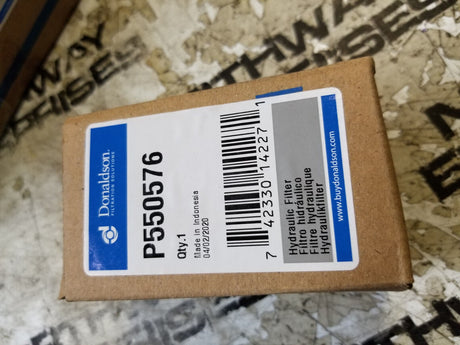 Donaldson.
FILTRATION SOLUTIONS
P550576
Qty.1
Made in Indonesia
04/02/2020
7 42330 14227 1
Hydraulic Filter
Filtro hidráulico
Filtre hydraulique
Hydraulikfilter
www.buydonaldson.com